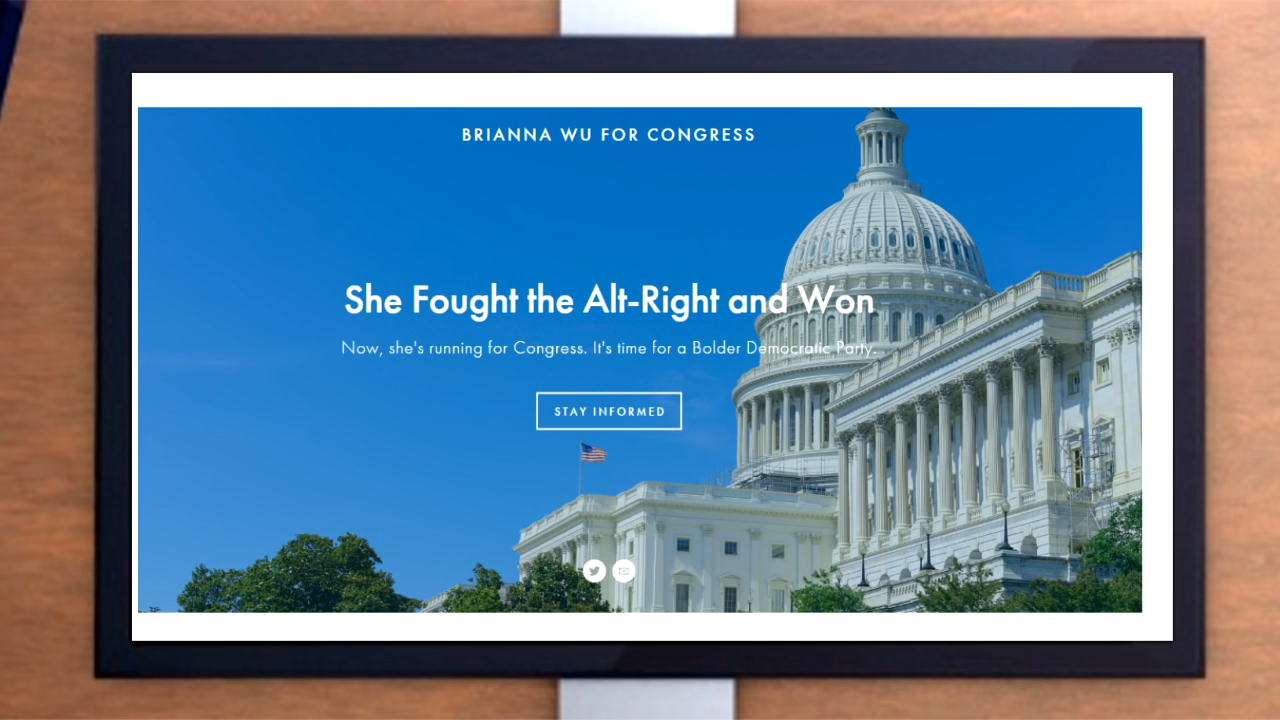 BRIANNA WU FOR CONGRESS
She Fought the Alt-Right and Won
Now, she's running for Congress. It's time for a Bolder Democratic Party.
STAY INFORMED